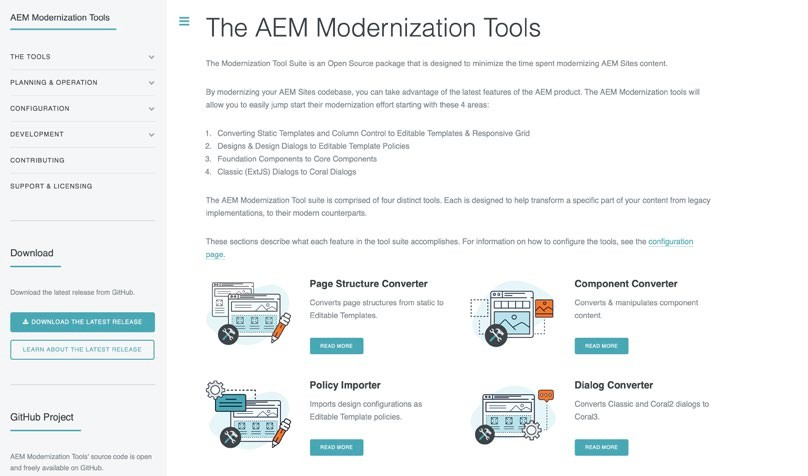 AEM Modernization Tools
THE TOOLS
PLANNING & OPERATION
CONFIGURATION
DEVELOPMENT
CONTRIBUTING
SUPPORT & LICENSING
Download
Download the latest release from GitHub.
DOWNLOAD THE LATEST RELEASE
LEARN ABOUT THE LATEST RELEASE
GitHub Project
AEM Modernization Tools' source code is open
and freely available on GitHub.
The AEM Modernization Tools
The Modernization Tool Suite is an Open Source package that is designed to minimize the time spent modernizing AEM Sites content.
By modernizing your AEM Sites codebase, you can take advantage of the latest features of the AEM product. The AEM Modernization tools will
allow you to easily jump start their modernization effort starting with these 4 areas:
1. Converting Static Templates and Column Control to Editable Templates & Responsive Grid
2. Designs & Design Dialogs to Editable Template Policies
3. Foundation Components to Core Components
4. Classic (ExtJS) Dialogs to Coral Dialogs
The AEM Modernization Tool suite is comprised of four distinct tools. Each is designed to help transform a specific part of your content from legacy
implementations, to their modern counterparts.
These sections describe what each feature in the tool suite accomplishes. For information on how to configure the tools, see the configuration
page.
Page Structure Converter
Converts page structures from static to
Editable Templates.
READ MORE
Component Converter
Converts & manipulates component
content.
READ MORE
Policy Importer
Imports design configurations as
Editable Template policies.
READ MORE
Dialog Converter
Converts Classic and Coral2 dialogs to
Coral3.
READ MORE